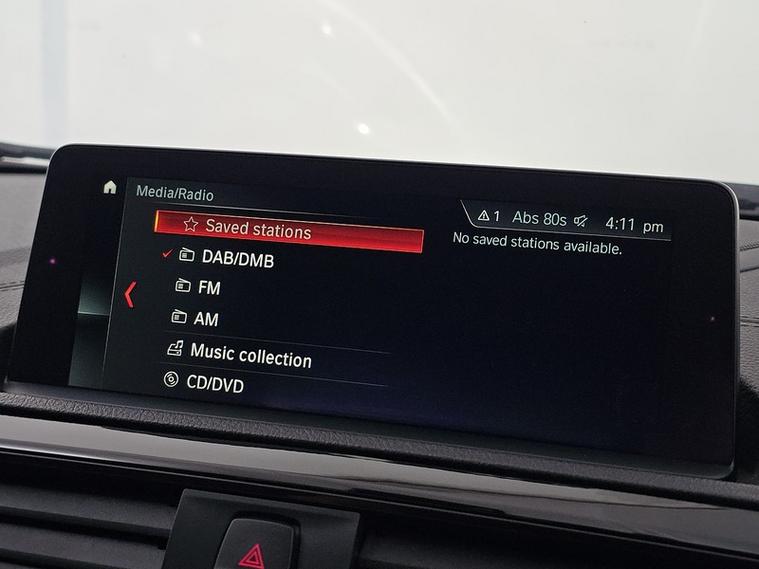 Media/Radio
1 Abs 80s 4:11 pm
Saved stations
No saved stations available.
DAB/DMB
FM
AM
Music collection
CD/DVD